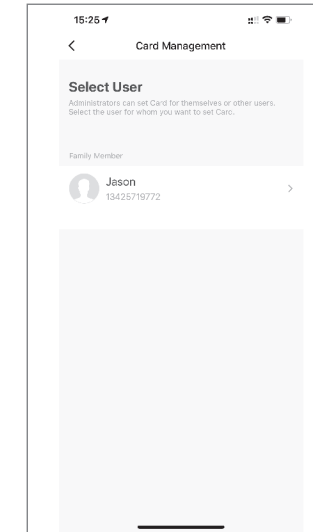 15:25
Card Management
Select User
Administrators can set Card for themselves or other users.
Select the user for whom you want to set Carc.
Family Member
Jason
13425719772